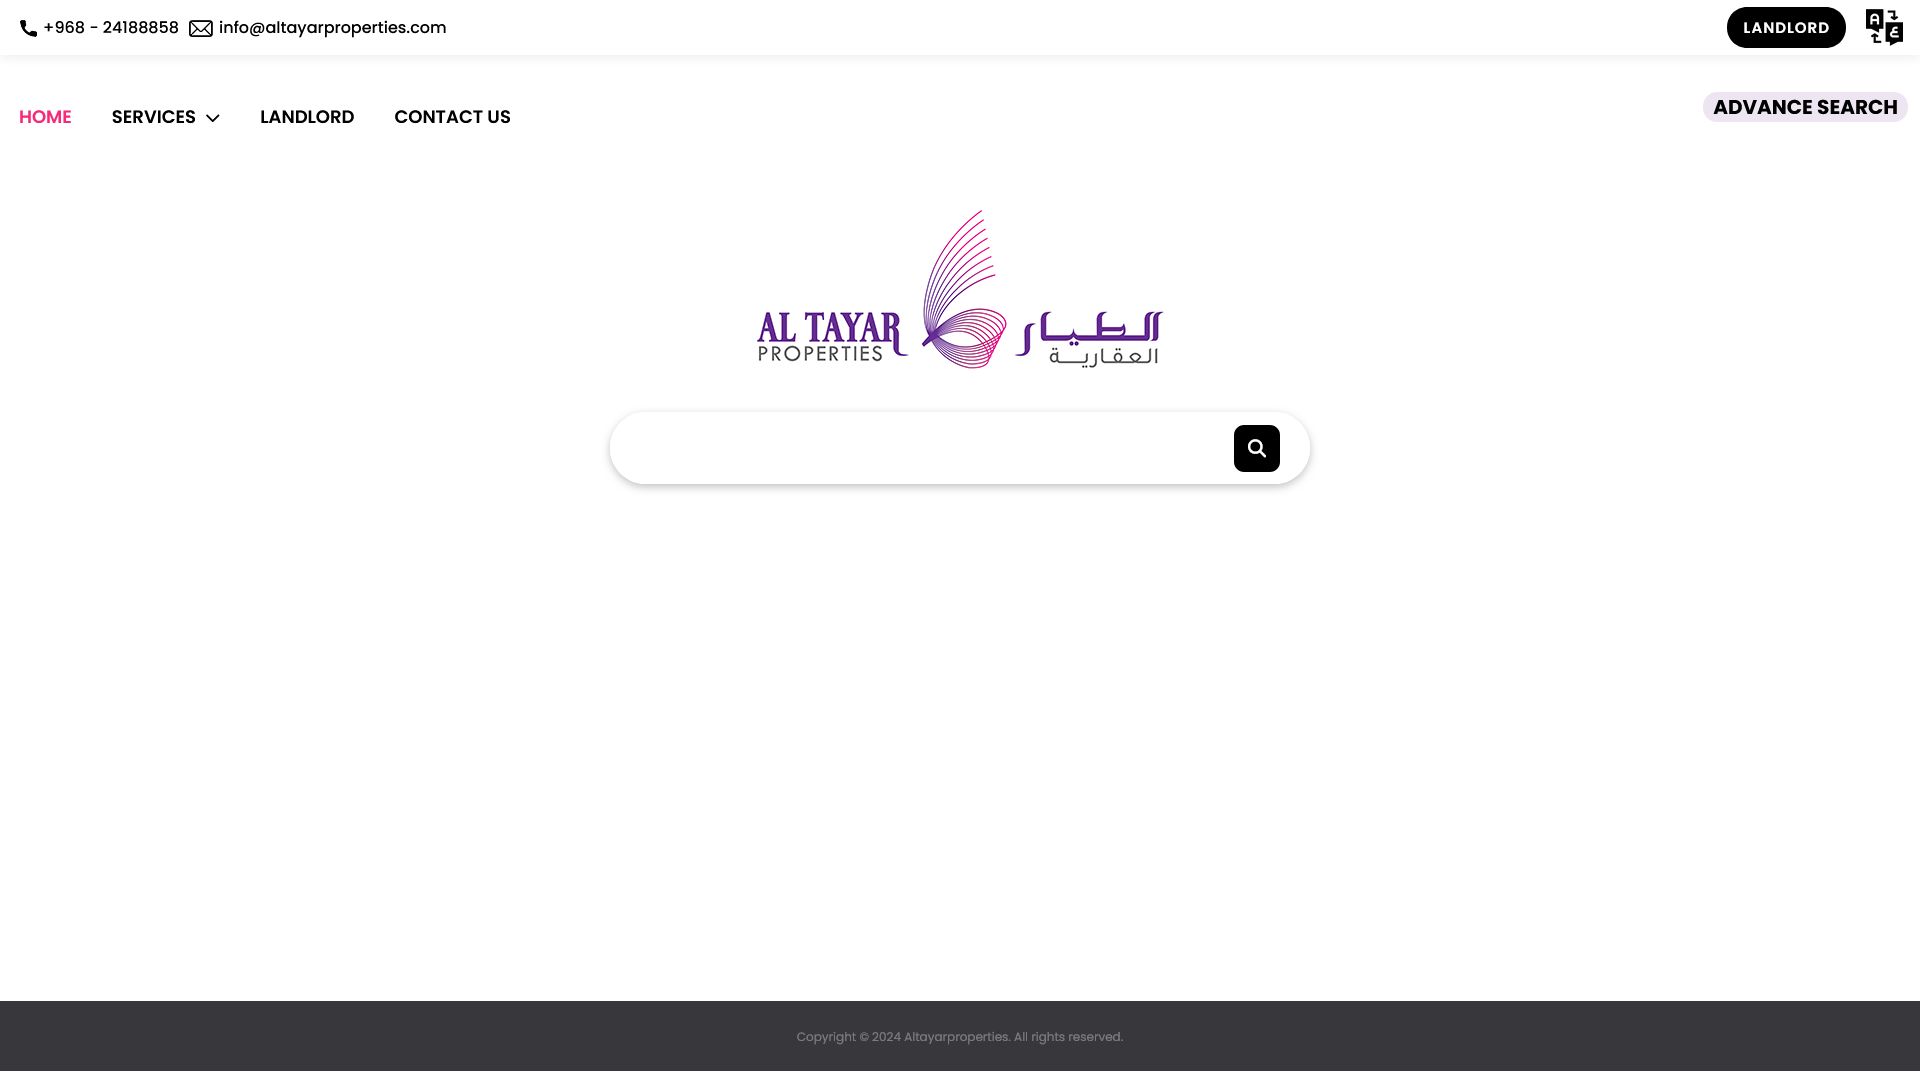 +968 - 24188858 info@altayarproperties.com
LANDLORD
HOME SERVICES LANDLORD CONTACT US
ADVANCE SEARCH
AL TAYAR الطيار
PROPERTIES العقارية
Copyright © 2024 Altayarproperties. All rights reserved.